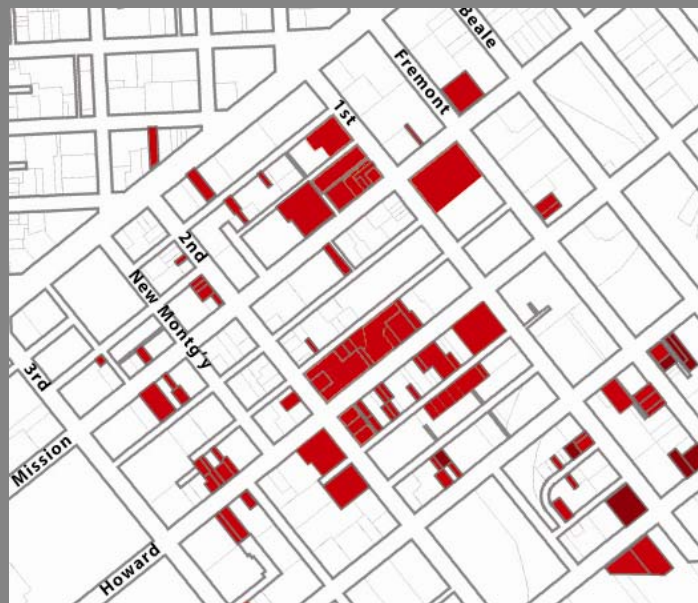 Beale
Fremont
1st
2nd
New Montg'y
3rd
Mission
Howard